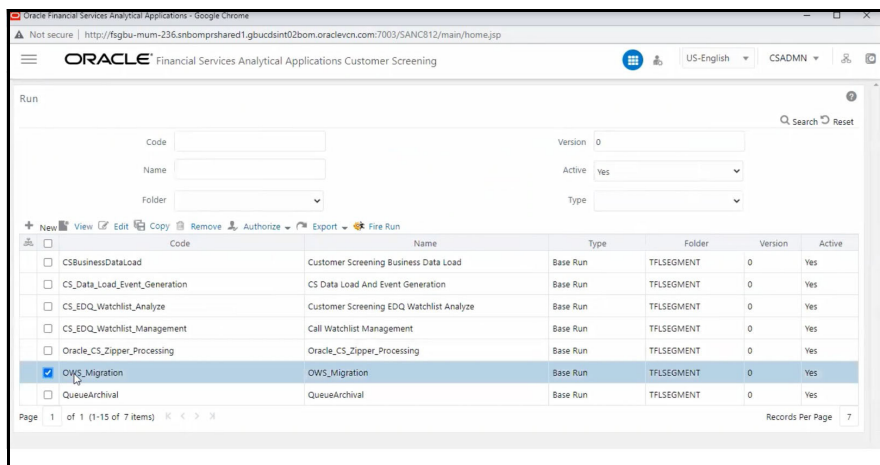 Oracle Financial Services Analytical Applications - Google Chrome
Not secure | http://fsgbu-mum-236.snbomprshared1.gbucdsint02bom.oraclevcn.com:7003/SANC812/main/home.jsp
ORACLE® Financial Services Analytical Applications Customer Screening US-English CSADMN
Run
Search Reset
Code Version 0
Name Active Yes
Folder Type
New View Edit Copy Remove Authorize Export Fire Run
Code Name Type Folder Version Active
CSBusinessDataLoad Customer Screening Business Data Load Base Run TFLSEGMENT 0 Yes
CS_Data_Load_Event_Generation CS Data Load And Event Generation Base Run TFLSEGMENT 0 Yes
CS_EDQ_Watchlist_Analyze Customer Screening EDQ Watchlist Analyze Base Run TFLSEGMENT 0 Yes
CS_EDQ_Watchlist_Management Call Watchlist Management Base Run TFLSEGMENT 0 Yes
Oracle_CS_Zipper_Processing Oracle_CS_Zipper_Processing Base Run TFLSEGMENT 0 Yes
OWS_Migration OWS_Migration Base Run TFLSEGMENT 0 Yes
QueueArchival QueueArchival Base Run TFLSEGMENT 0 Yes
Page 1 of 1 (1-15 of 7 items) Records Per Page 7